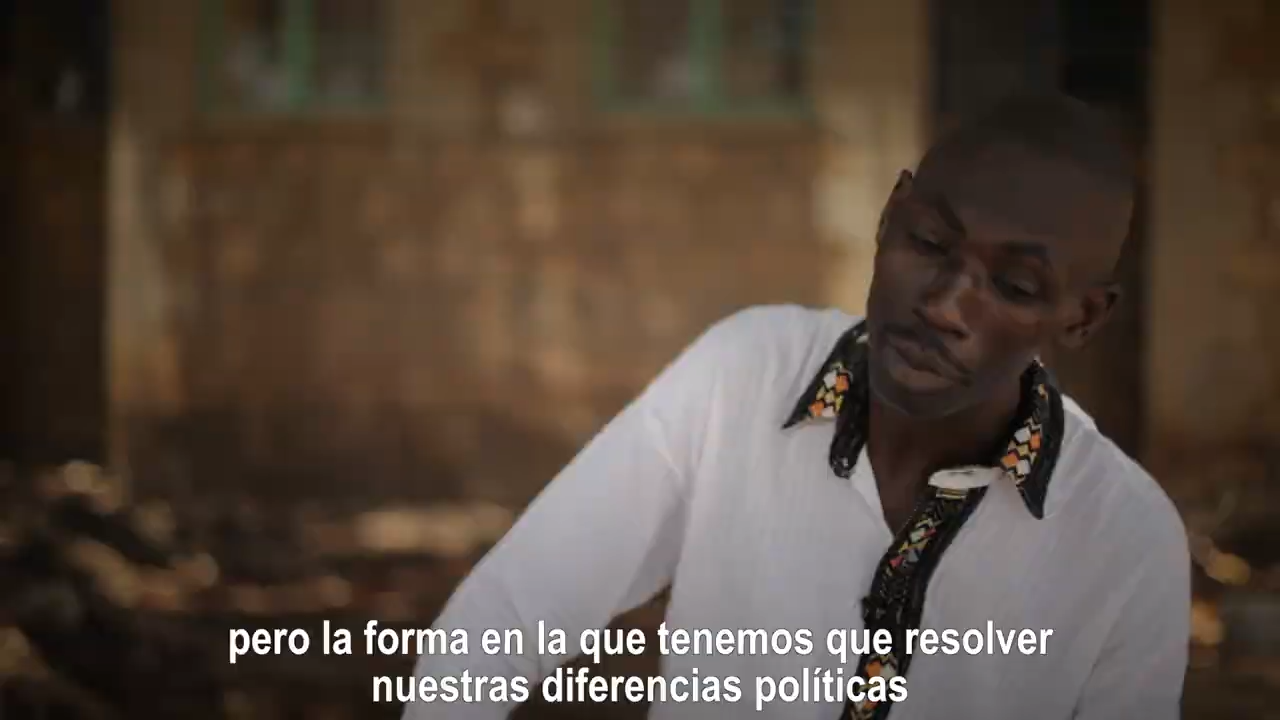 pero la forma en la que tenemos que resolver
nuestras diferencias políticas